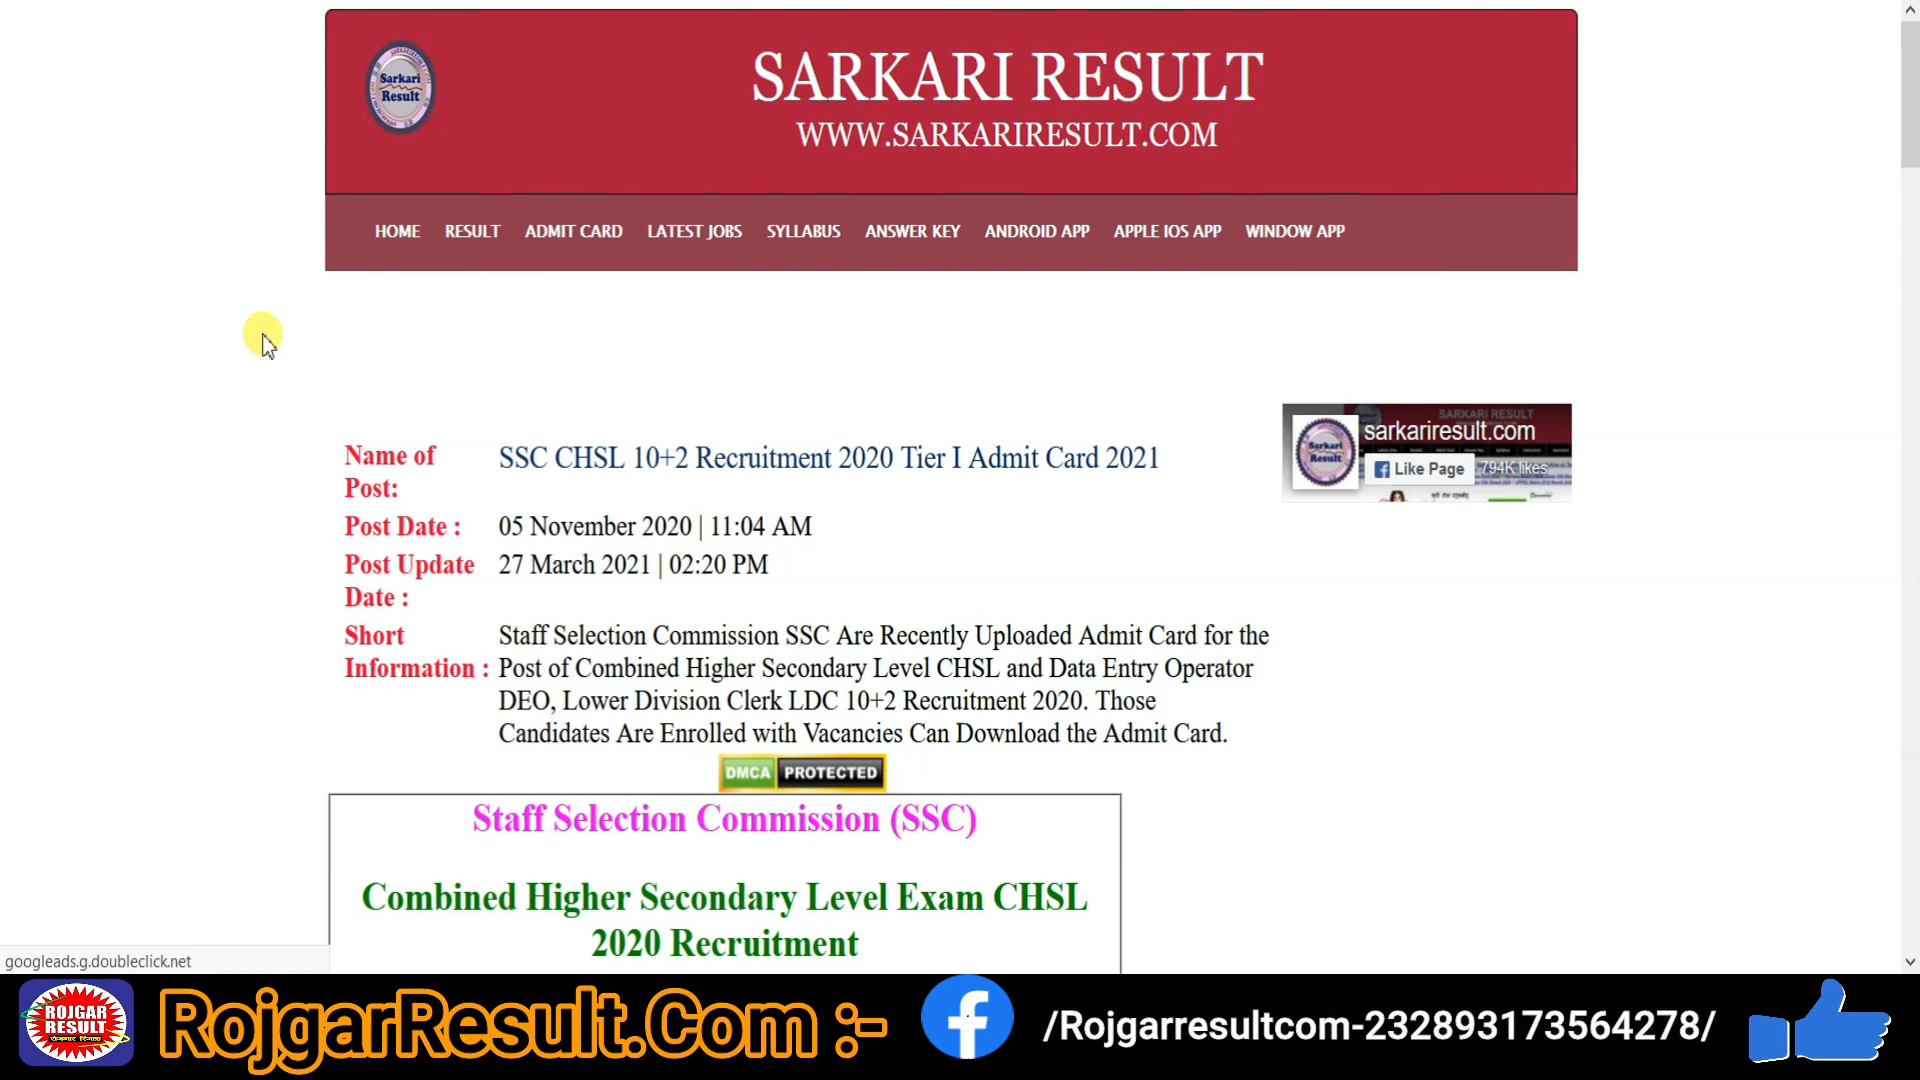 Sarkari
Result
SARKARI RESULT
WWW.SARKARIRESULT.COM
HOME RESULT ADMIT CARD LATEST JOBS SYLLABUS ANSWER KEY ANDROID APP APPLE IOS APP WINDOW APP
SARKARI RESULT
sarkariresult.com
Sarkari
Result
Like Page 794K likes
Name of Post: SSC CHSL 10+2 Recruitment 2020 Tier I Admit Card 2021
Post Date : 05 November 2020 | 11:04 AM
Post Update Date : 27 March 2021 | 02:20 PM
Short Information : Staff Selection Commission SSC Are Recently Uploaded Admit Card for the
Post of Combined Higher Secondary Level CHSL and Data Entry Operator
DEO, Lower Division Clerk LDC 10+2 Recruitment 2020. Those
Candidates Are Enrolled with Vacancies Can Download the Admit Card.
DMCA PROTECTED
Staff Selection Commission (SSC)
Combined Higher Secondary Level Exam CHSL
2020 Recruitment
googleads.g.doubleclick.net
ROJGAR
RESULT
RojgarResult.Com :-
/Rojgarresultcom-232893173564278/